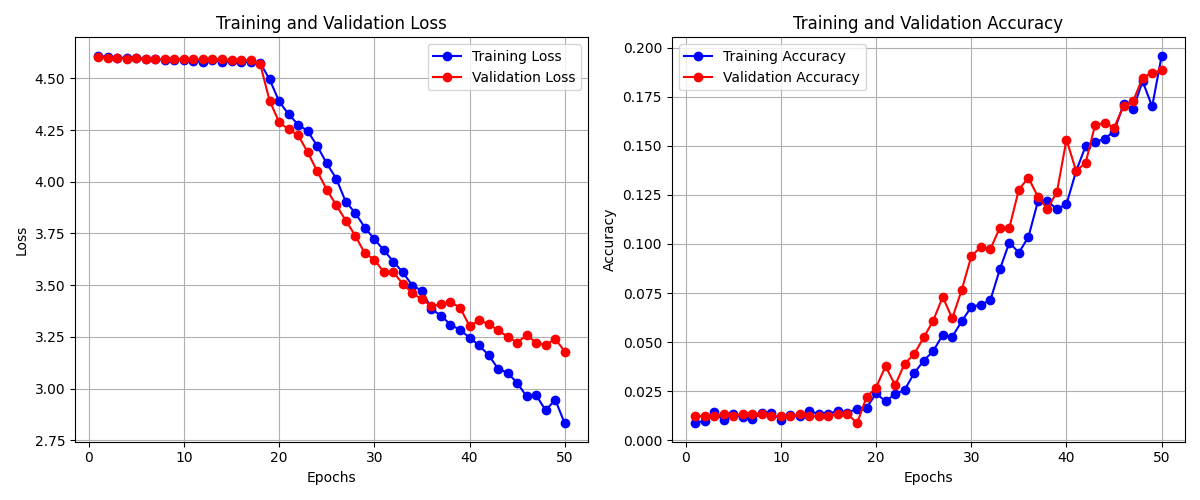 Training and Validation Loss
Training Loss
Validation Loss
4.50
4.25
4.00
3.75
3.50
3.25
3.00
2.75
Loss
0
10
20
30
40
50
Epochs
Training and Validation Accuracy
Training Accuracy
Validation Accuracy
0.200
0.175
0.150
0.125
0.100
0.075
0.050
0.025
0.000
Accuracy
0
10
20
30
40
50
Epochs